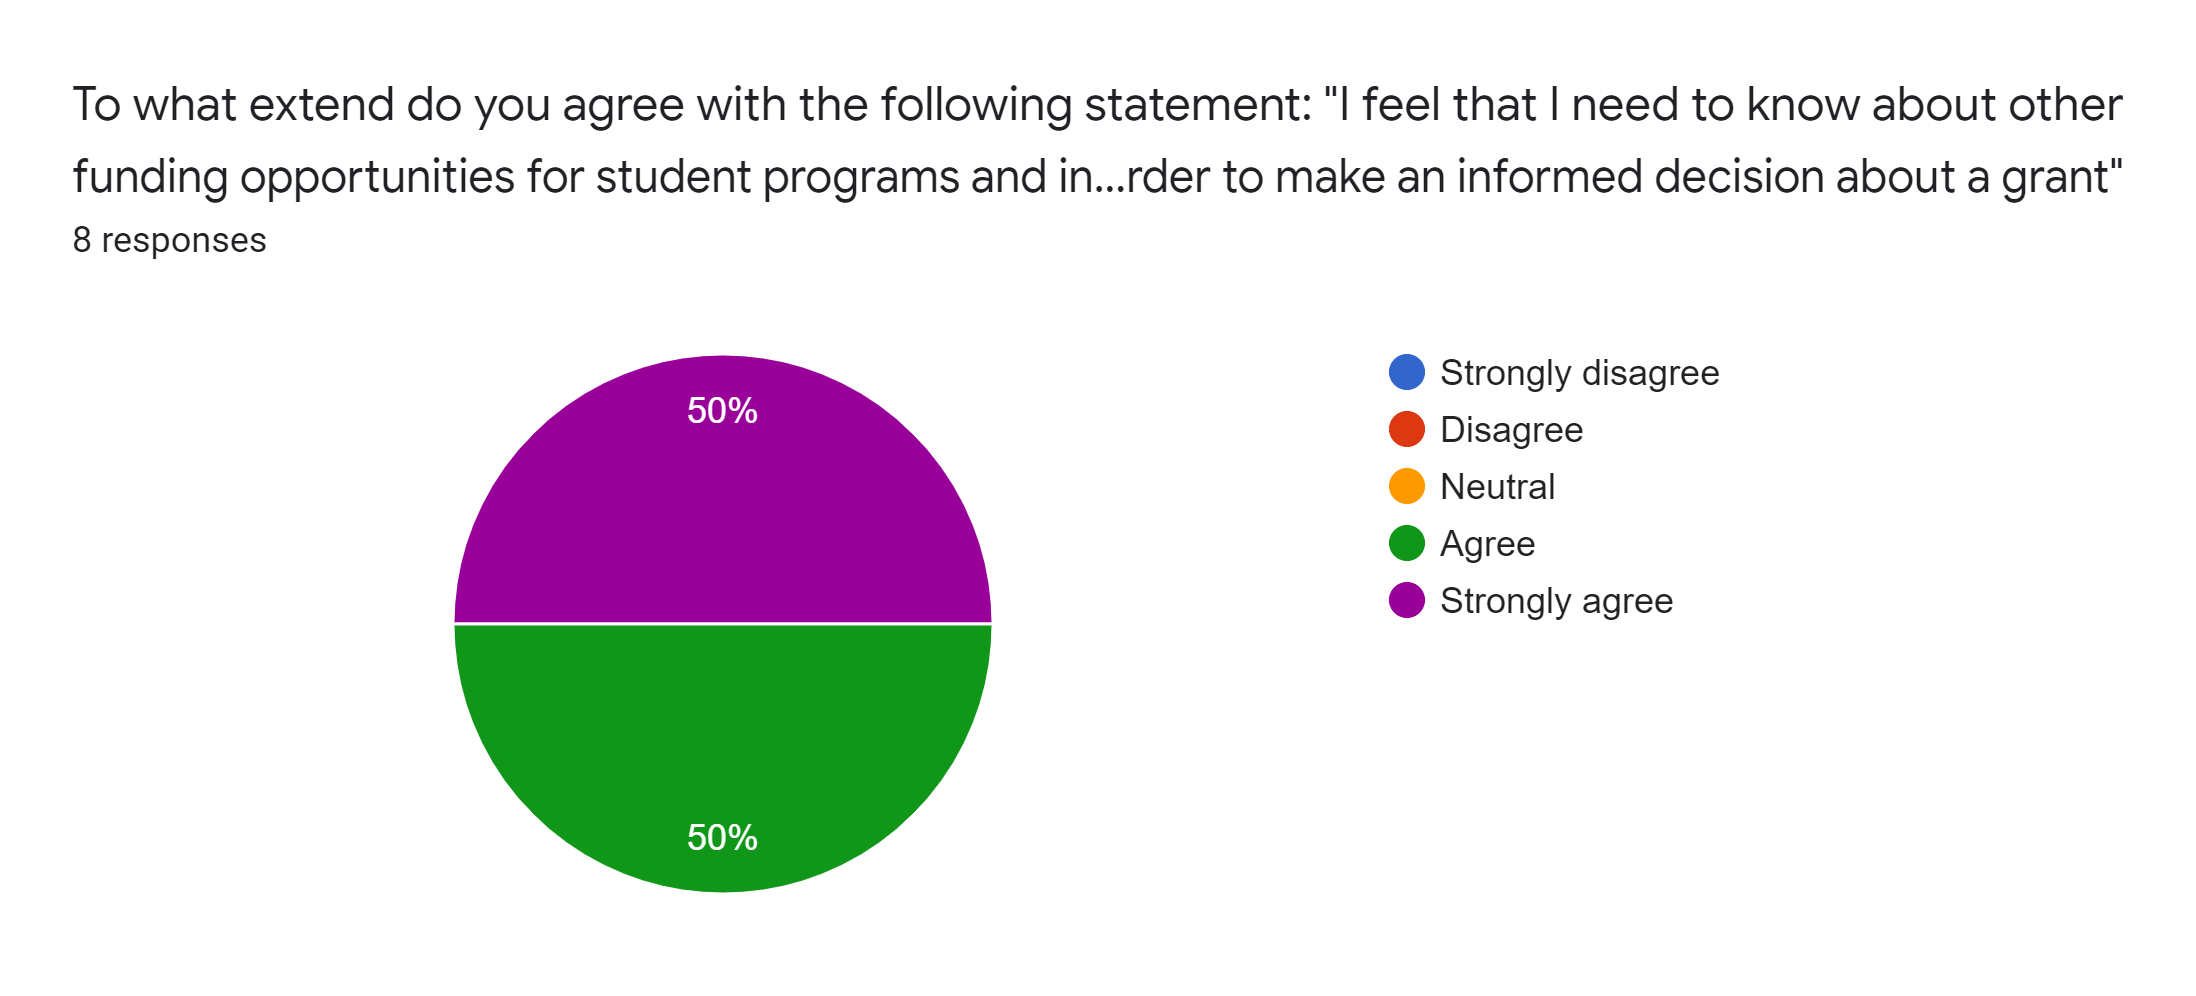 To what extend do you agree with the following statement: "I feel that I need to know about other
funding opportunities for student programs and in...rder to make an informed decision about a grant"
8 responses
50%
50%
Strongly disagree
Disagree
Neutral
Agree
Strongly agree